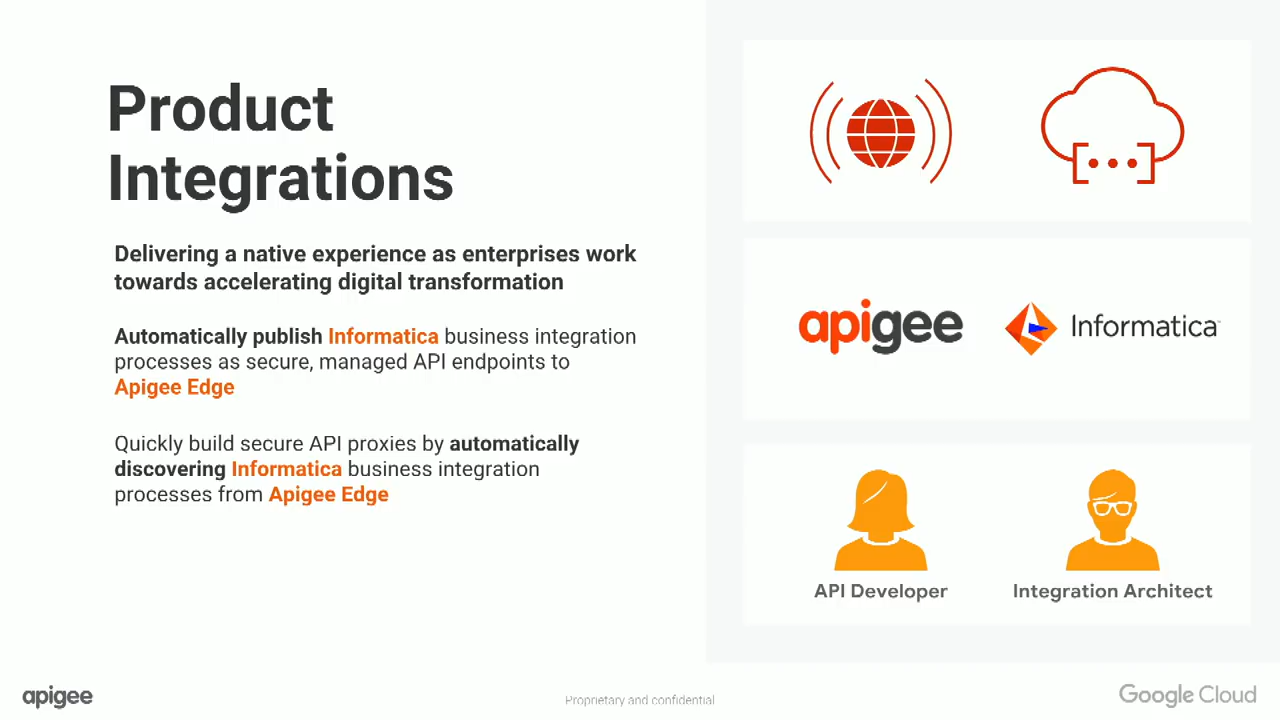 Product
Integrations
Delivering a native experience as enterprises work
towards accelerating digital transformation
Automatically publish Informatica business integration
processes as secure, managed API endpoints to
Apigee Edge
Quickly build secure API proxies by automatically
discovering Informatica business integration
processes from Apigee Edge
apigee
Informatica
API Developer
Integration Architect
apigee
Proprietary and confidential
Google Cloud